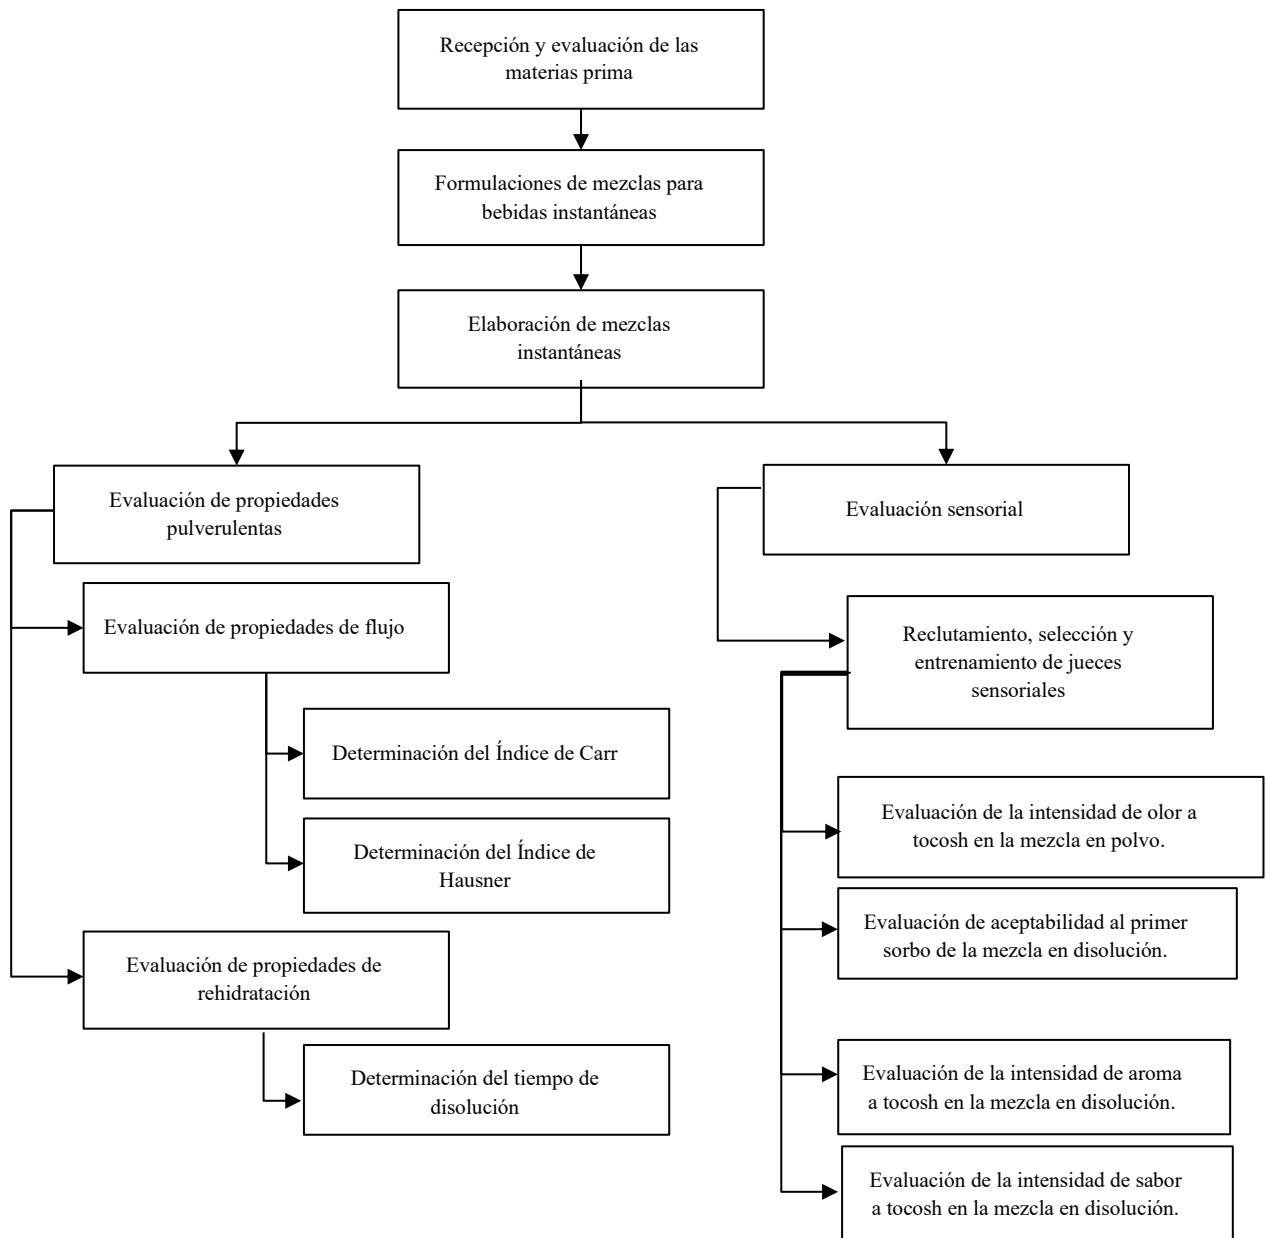 Recepción y evaluación de las
materias prima
Formulaciones de mezclas para
bebidas instantáneas
Elaboración de mezclas
instantáneas
Evaluación de propiedades
pulverulentas
Evaluación de propiedades de flujo
Determinación del Índice de Carr
Determinación del Índice de
Hausner
Evaluación de propiedades de
rehidratación
Determinación del tiempo de
disolución
Evaluación sensorial
Reclutamiento, selección y
entrenamiento de jueces
sensoriales
Evaluación de la intensidad de olor a
tocosh en la mezcla en polvo.
Evaluación de aceptabilidad al primer
sorbo de la mezcla en disolución.
Evaluación de la intensidad de aroma
a tocosh en la mezcla en disolución.
Evaluación de la intensidad de sabor
a tocosh en la mezcla en disolución.